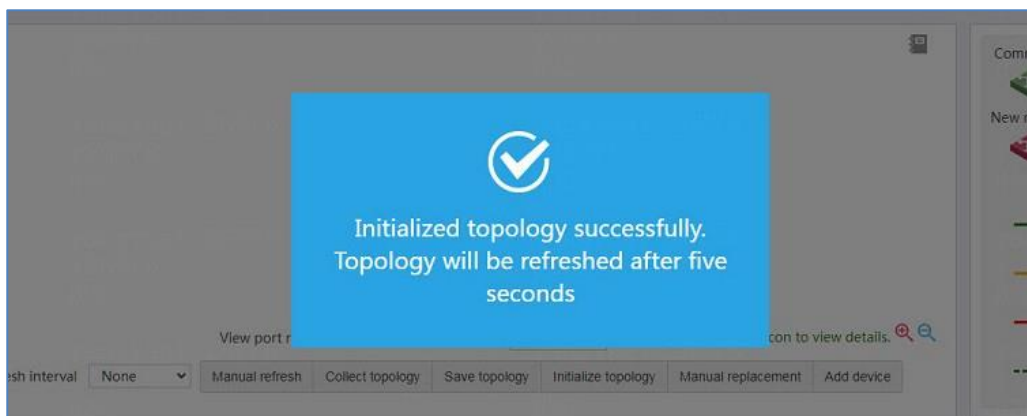 Comm
New r
Initialized topology successfully.
Topology will be refreshed after five
seconds
View port r
con to view details.
esh interval None Manual refresh Collect topology Save topology Initialize topology Manual replacement Add device